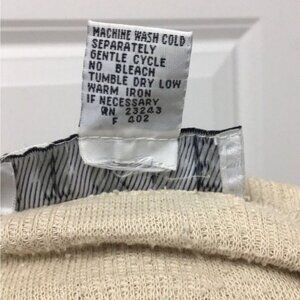 MACHINE WASH COLD
SEPARATELY
GENTLE CYCLE
NO BLEACH
TUMBLE DRY LOW
WARM IRON
IF NECESSARY
RN 23243
F 402